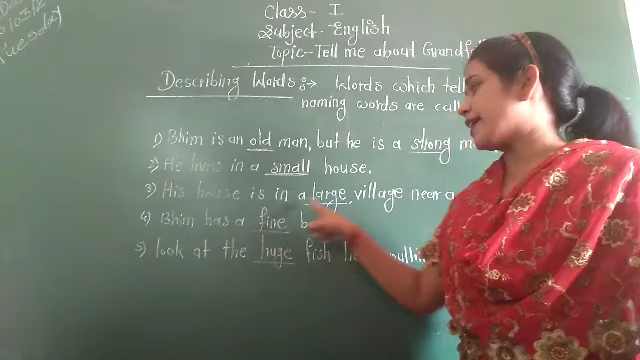 Tuesday
Class - I
Subject - English
Topic - Tell me about Grandf
Describing Words :-> Words which tell
naming words are call
1) Bhim is an old man, but he is a strong m
2) He lives in a small house.
3) His house is in a large village near a
4) Bhim has a fine b
5) look at the huge fish